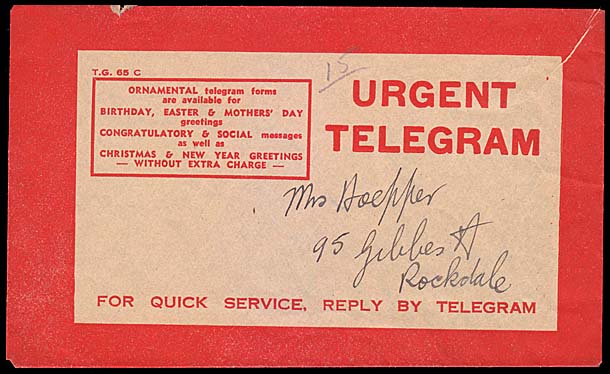 T.G. 65 C
15
ORNAMENTAL telegram forms
are available for
BIRTHDAY, EASTER & MOTHERS' DAY
greetings
CONGRATULATORY & SOCIAL messages
as well as
CHRISTMAS & NEW YEAR GREETINGS
— WITHOUT EXTRA CHARGE —
URGENT
TELEGRAM
Mrs Hoepper
95 Gibbes St
Rockdale
FOR QUICK SERVICE, REPLY BY TELEGRAM